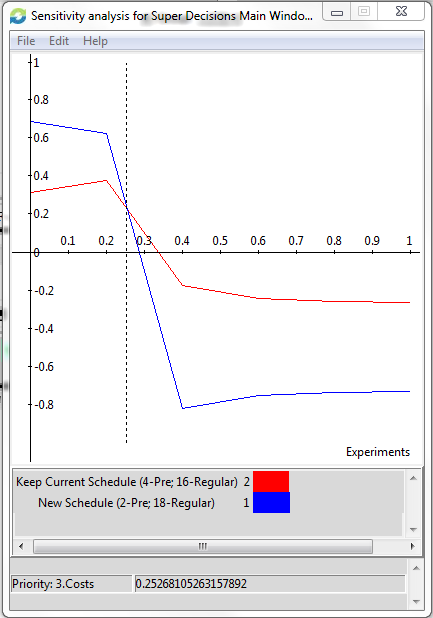 Sensitivity analysis for Super Decisions Main Windo...
File Edit Help
1
0.8
0.6
0.4
0.2
0.1 0.2 0.3 0.4 0.5 0.6 0.7 0.8 0.9 1
0
-0.2
-0.4
-0.6
-0.8
Experiments
Keep Current Schedule (4-Pre; 16-Regular) 2
New Schedule (2-Pre; 18-Regular) 1
Priority: 3.Costs 0.25268105263157892